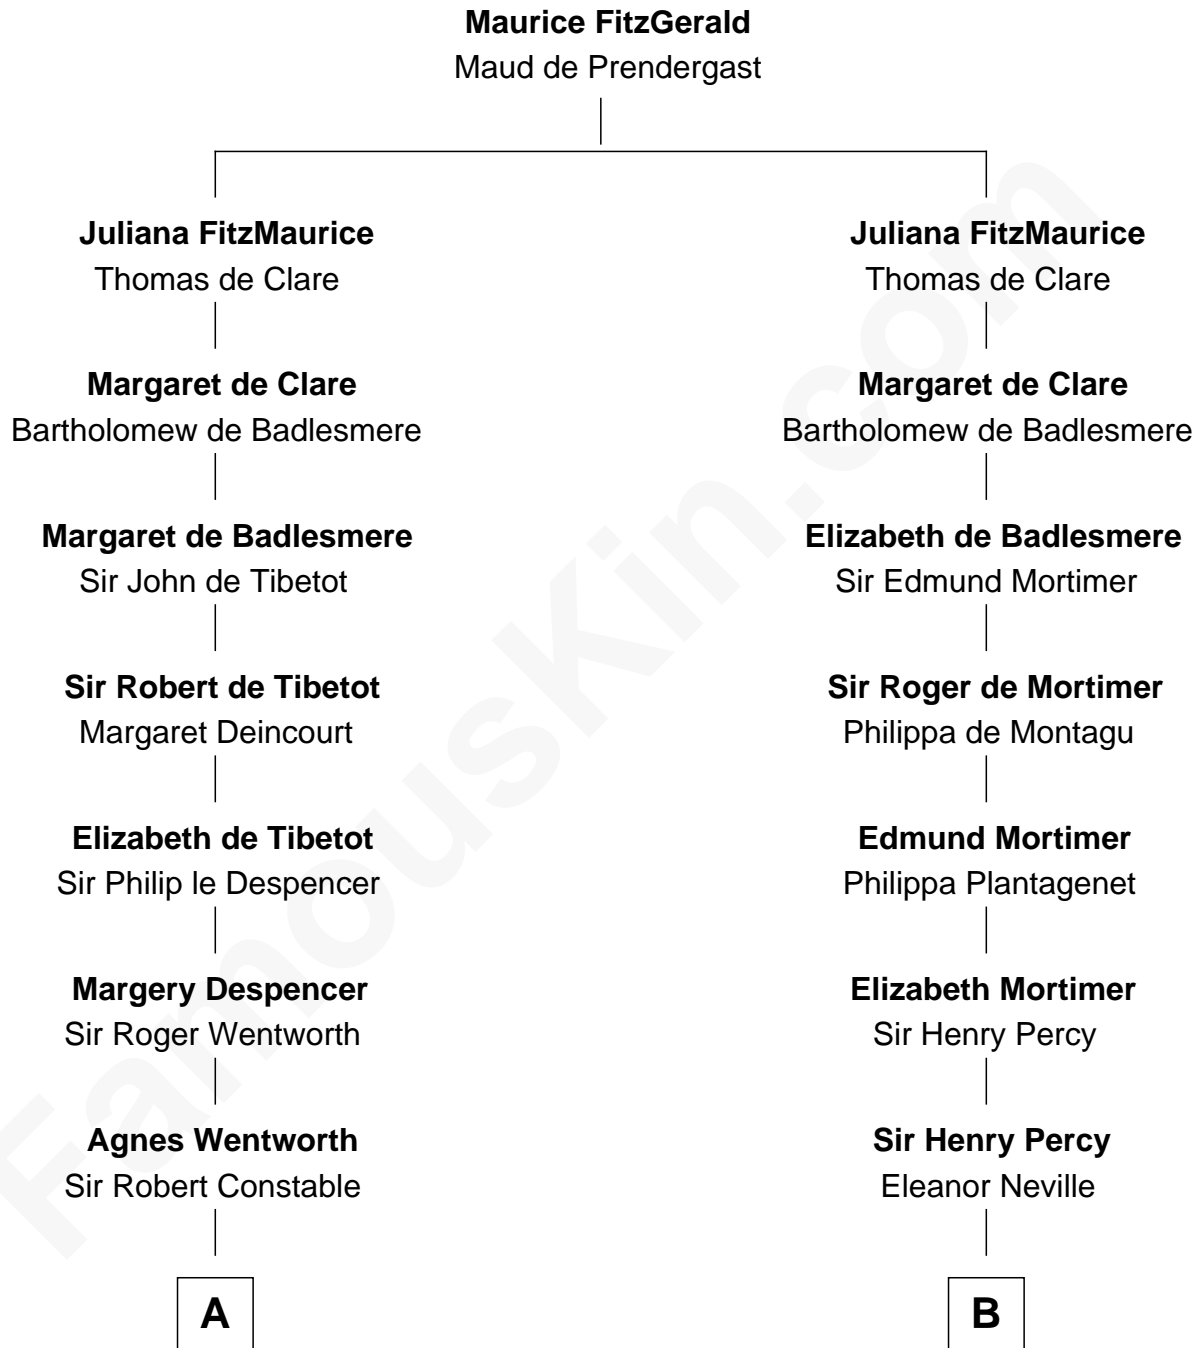 Maurice FitzGerald
Maud de Prendergast
Juliana FitzMaurice
Thomas de Clare
Margaret de Clare
Bartholomew de Badlesmere
Margaret de Badlesmere
Sir John de Tibetot
Sir Robert de Tibetot
Margaret Deincourt
Elizabeth de Tibetot
Sir Philip le Despencer
Margery Despencer
Sir Roger Wentworth
Agnes Wentworth
Sir Robert Constable
A
Juliana FitzMaurice
Thomas de Clare
Margaret de Clare
Bartholomew de Badlesmere
Elizabeth de Badlesmere
Sir Edmund Mortimer
Sir Roger de Mortimer
Philippa de Montagu
Edmund Mortimer
Philippa Plantagenet
Elizabeth Mortimer
Sir Henry Percy
Sir Henry Percy
Eleanor Neville
B
FamousKin.com